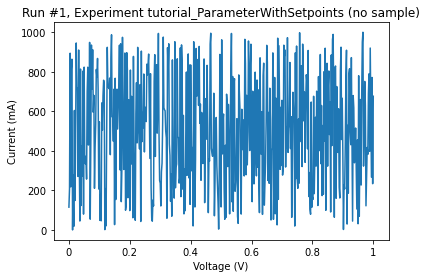 Run #1, Experiment tutorial_ParameterWithSetpoints (no sample)
1000
800
600
400
200
0
Current (mA)
0 0.2 0.4 0.6 0.8 1
Voltage (V)